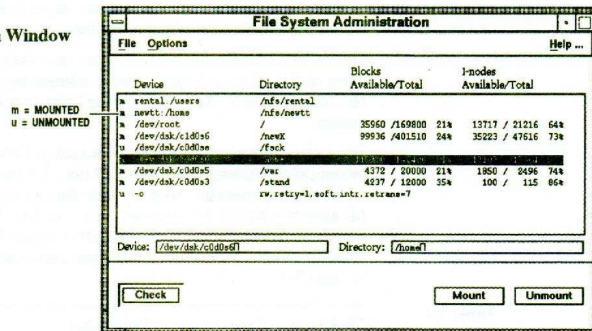 Window
File System Administration
File Options Help ...
Blocks I-nodes
Device Directory Available/Total Available/Total
m rental:/users /nfs/rental
m = MOUNTED
u = UNMOUNTED
m newtt:/home /nfs/newtt
m /dev/root / 35960 /169800 21% 13717 / 21216 64%
m /dev/dsk/c1d0s6 /newX 99936 /401510 24% 35223 / 47616 73%
u /dev/dsk/c0d0se /fsck
m /dev/dsk/c0d0s5 /var 4372 / 20000 21% 1850 / 2496 74%
m /dev/dsk/c0d0s3 /stand 4237 / 12000 35% 100 / 115 86%
u -o rw,retry=1,soft,intr,retrans=7
Device: /dev/dsk/c0d0s6 Directory: /home
Check Mount Unmount